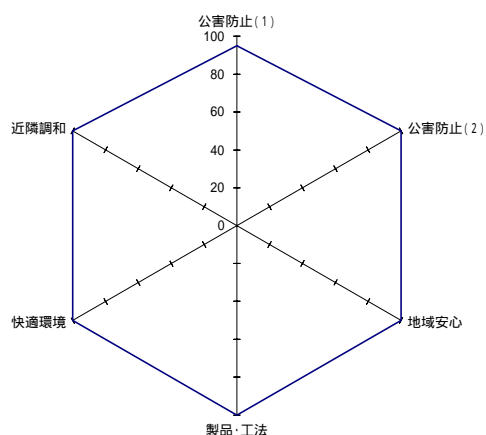 公害防止(1)
100
80
近隣調和
公害防止(2)
60
40
20
0
快適環境
地域安心
製品·工法